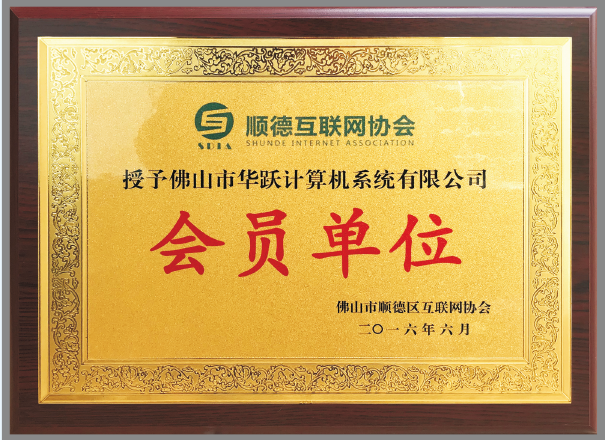 顺德互联网协会
SDIA SHUNDE INTERNET ASSOCIATION
授予佛山市华跃计算机系统有限公司
会员单位
佛山市顺德区互联网协会
二〇一六年六月